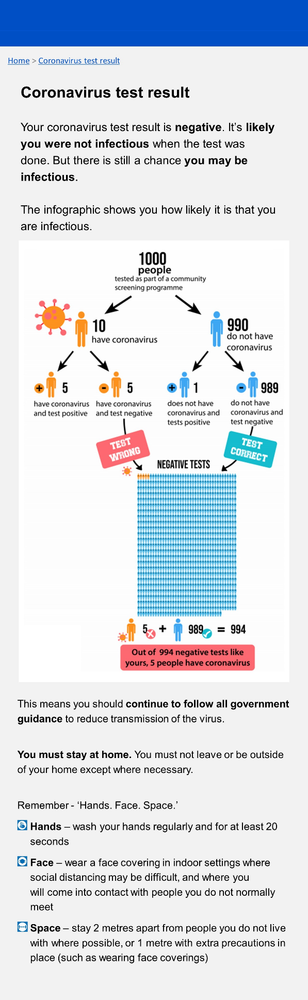 Home > Coronavirus test result
Coronavirus test result
Your coronavirus test result is negative. It's likely
you were not infectious when the test was
done. But there is still a chance you may be
infectious.
The infographic shows you how likely it is that you
are infectious.
1000
people
tested as part of a community
screening programme
10
have coronavirus
990
do not have
coronavirus
+ 5
have coronavirus
and test positive
- 5
have coronavirus
and test negative
+ 1
does not have
coronavirus and
tests positive
- 989
do not have
coronavirus and
test negative
TEST
WRONG
TEST
CORRECT
NEGATIVE TESTS
5 + 989 = 994
Out of 994 negative tests like
yours, 5 people have coronavirus
This means you should continue to follow all government
guidance to reduce transmission of the virus.
You must stay at home. You must not leave or be outside
of your home except where necessary.
Remember - ‘Hands. Face. Space.’
Hands – wash your hands regularly and for at least 20
seconds
Face – wear a face covering in indoor settings where
social distancing may be difficult, and where you
will come into contact with people you do not normally
meet
Space – stay 2 metres apart from people you do not live
with where possible, or 1 metre with extra precautions in
place (such as wearing face coverings)